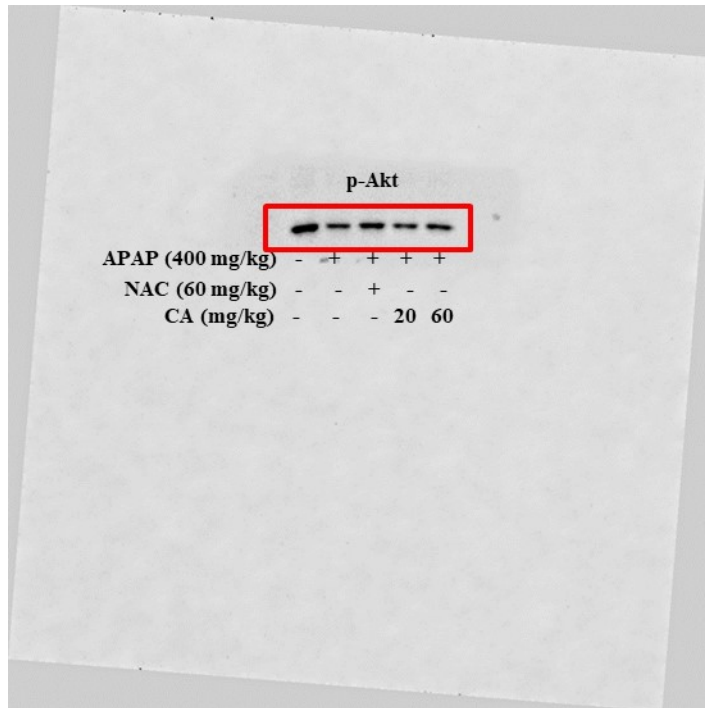 p-Akt
APAP (400 mg/kg) - + + + +
NAC (60 mg/kg) - - + - -
CA (mg/kg) - - - 20 60